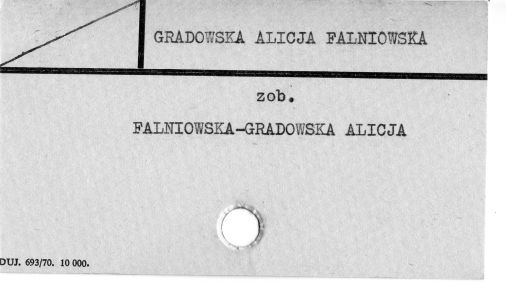 GRADOWSKA ALICJA FALNIOWSKA
zob.
FALNIOWSKA-GRADOWSKA ALICJA
DUJ. 693/70. 10 000.